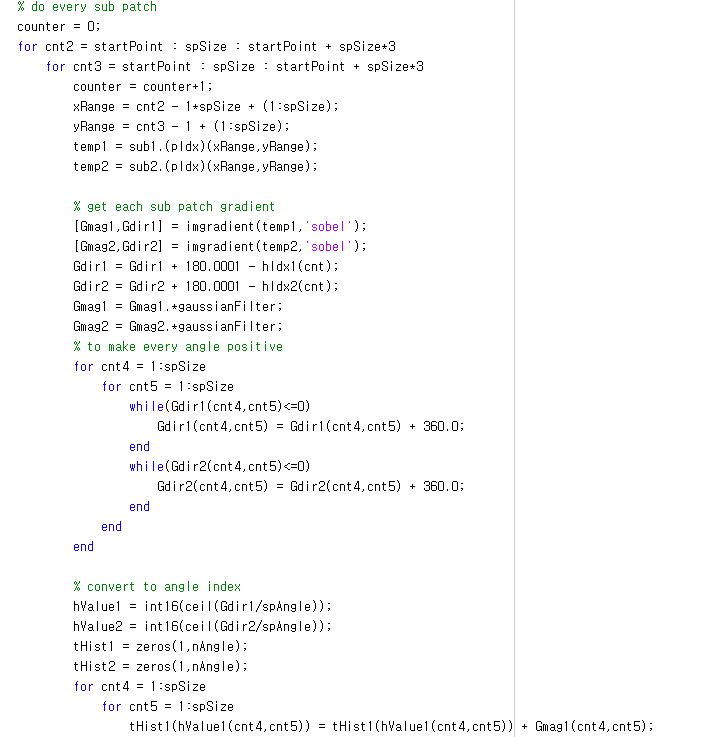 % do every sub patch
counter = 0;
for cnt2 = startPoint : spSize : startPoint + spSize*3
for cnt3 = startPoint : spSize : startPoint + spSize*3
counter = counter+1;
xRange = cnt2 - 1*spSize + (1:spSize);
yRange = cnt3 - 1 + (1:spSize);
temp1 = sub1.(pIdx)(xRange,yRange);
temp2 = sub2.(pIdx)(xRange,yRange);
% get each sub patch gradient
[Gmag1,Gdir1] = imgradient(temp1,'sobel');
[Gmag2,Gdir2] = imgradient(temp2,'sobel');
Gdir1 = Gdir1 + 180.0001 - hIdx1(cnt);
Gdir2 = Gdir2 + 180.0001 - hIdx2(cnt);
Gmag1 = Gmag1.*gaussianFilter;
Gmag2 = Gmag2.*gaussianFilter;
% to make every angle positive
for cnt4 = 1:spSize
for cnt5 = 1:spSize
while(Gdir1(cnt4,cnt5)<=0)
Gdir1(cnt4,cnt5) = Gdir1(cnt4,cnt5) + 360.0;
end
while(Gdir2(cnt4,cnt5)<=0)
Gdir2(cnt4,cnt5) = Gdir2(cnt4,cnt5) + 360.0;
end
end
end
% convert to angle index
hValue1 = int16(ceil(Gdir1/spAngle));
hValue2 = int16(ceil(Gdir2/spAngle));
tHist1 = zeros(1,nAngle);
tHist2 = zeros(1,nAngle);
for cnt4 = 1:spSize
for cnt5 = 1:spSize
tHist1(hValue1(cnt4,cnt5)) = tHist1(hValue1(cnt4,cnt5)) + Gmag1(cnt4,cnt5);